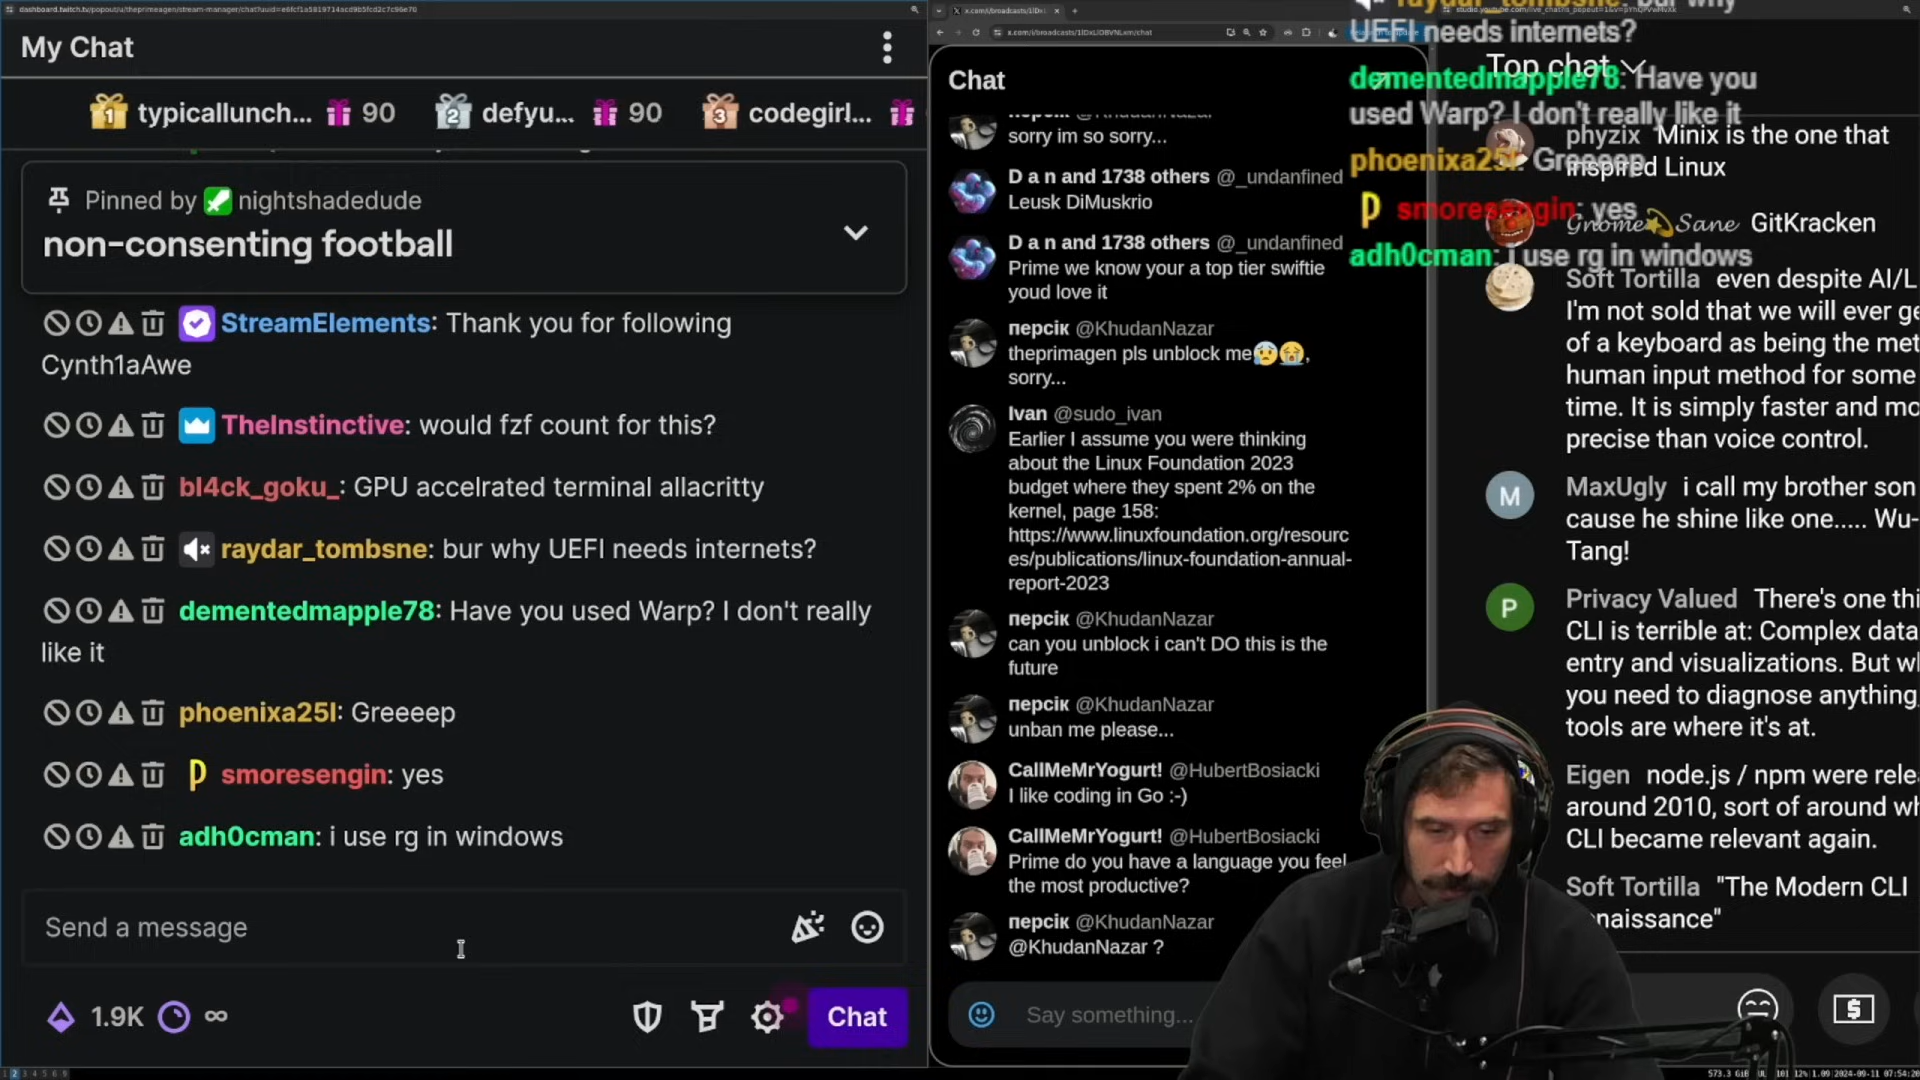 My Chat
typicallunch... 90 defyu... 90 codegirl...
Pinned by nightshadedude
non-consenting football
StreamElements: Thank you for following
Cynth1aAwe
TheInstinctive: would fzf count for this?
bl4ck_goku_: GPU accelrated terminal allacritty
raydar_tombsne: bur why UEFI needs internets?
dementedmapple78: Have you used Warp? I don't really
like it
phoenixa25l: Greeeep
smoresengin: yes
adh0cman: i use rg in windows
Send a message
1.9K ∞
Chat
Chat
sorry im so sorry...
D a n and 1738 others @_undanfined
Leusk DiMuskrio
D a n and 1738 others @_undanfined
Prime we know your a top tier swiftie
youd love it
персік @KhudanNazar
theprimagen pls unblock me😰😭,
sorry...
Ivan @sudo_ivan
Earlier I assume you were thinking
about the Linux Foundation 2023
budget where they spent 2% on the
kernel, page 158:
https://www.linuxfoundation.org/resourc
es/publications/linux-foundation-annual-
report-2023
персік @KhudanNazar
can you unblock i can't DO this is the
future
персік @KhudanNazar
unban me please...
CallMeMrYogurt! @HubertBosiacki
I like coding in Go :-)
CallMeMrYogurt! @HubertBosiacki
Prime do you have a language you feel
the most productive?
персік @KhudanNazar
@KhudanNazar ?
Say something...
raydar_tombsne: bur why
UEFI needs internets?
dementedmapple78: Have you
used Warp? I don't really like it
phoenixa25l: Greeeep
smoresengin: yes
adh0cman: i use rg in windows
Top chat
phyzix Minix is the one that
inspired Linux
Gnome💫Sane GitKracken
Soft Tortilla even despite AI/L
I'm not sold that we will ever ge
of a keyboard as being the met
human input method for some
time. It is simply faster and mo
precise than voice control.
MaxUgly i call my brother son
cause he shine like one..... Wu-
Tang!
Privacy Valued There's one thi
CLI is terrible at: Complex data
entry and visualizations. But wh
you need to diagnose anything,
tools are where it's at.
Eigen node.js / npm were relea
around 2010, sort of around wh
CLI became relevant again.
Soft Tortilla "The Modern CLI
naissance"